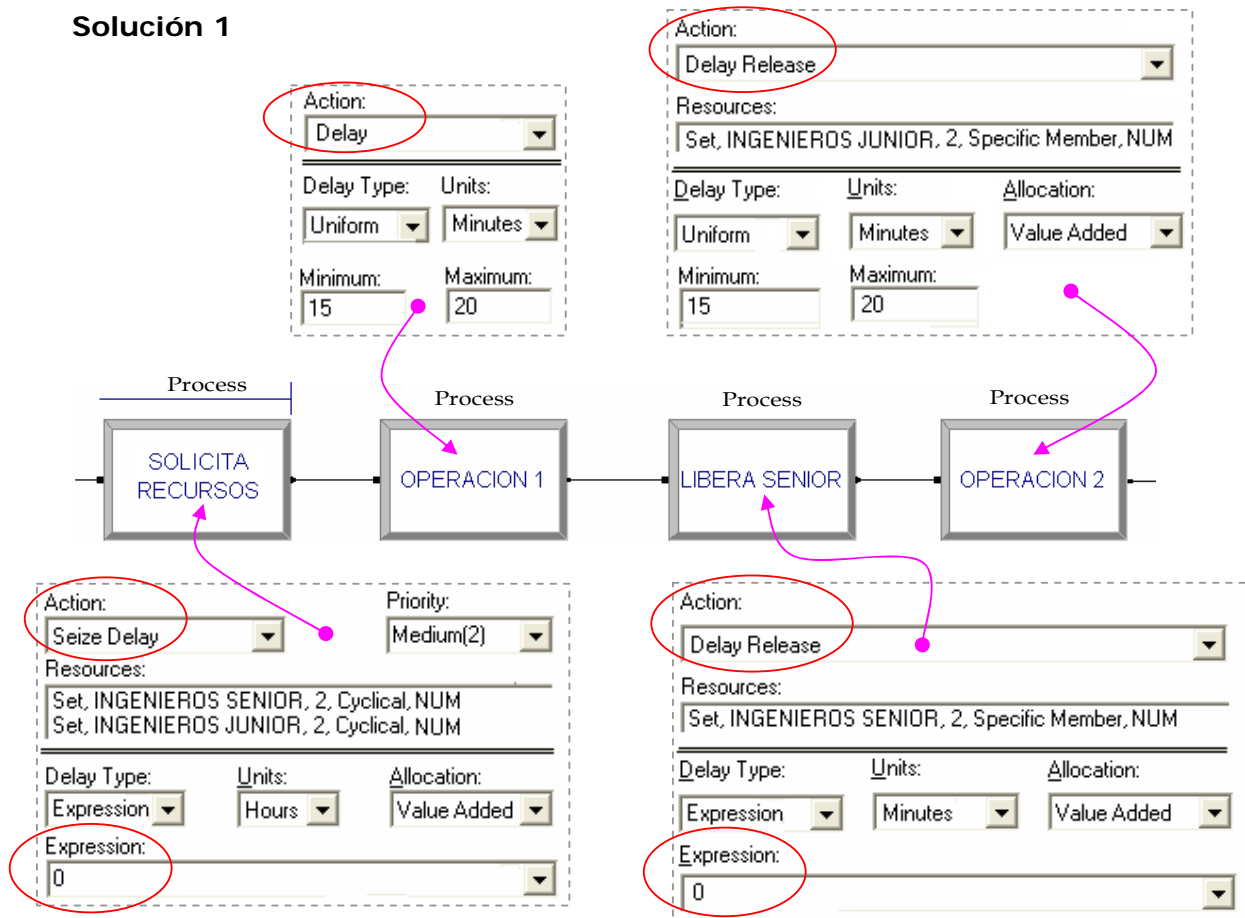 Solución 1
Action:
Delay
Delay Type: Units:
Uniform Minutes
Minimum: Maximum:
15 20
Action:
Delay Release
Resources:
Set, INGENIEROS JUNIOR, 2, Specific Member, NUM
Delay Type: Units: Allocation:
Uniform Minutes Value Added
Minimum: Maximum:
15 20
Process
SOLICITA
RECURSOS
Process
OPERACION 1
Process
LIBERA SENIOR
Process
OPERACION 2
Action: Priority:
Seize Delay Medium(2)
Resources:
Set, INGENIEROS SENIOR, 2, Cyclical, NUM
Set, INGENIEROS JUNIOR, 2, Cyclical, NUM
Delay Type: Units: Allocation:
Expression Hours Value Added
Expression:
0
Action:
Delay Release
Resources:
Set, INGENIEROS SENIOR, 2, Specific Member, NUM
Delay Type: Units: Allocation:
Expression Minutes Value Added
Expression:
0